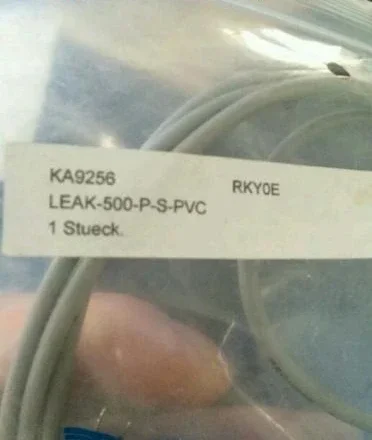 KA9256 RKY0E
LEAK-500-P-S-PVC
1 Stueck.